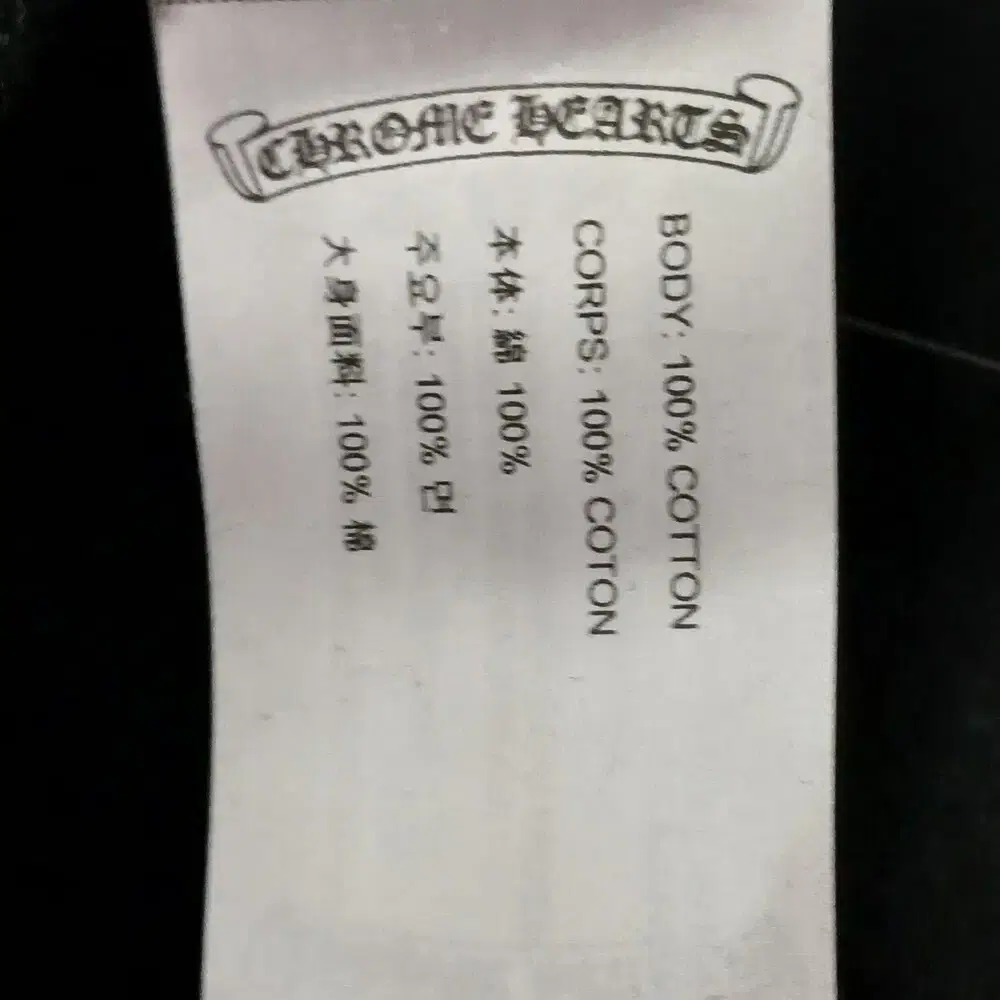 CHROME HEARTS
BODY: 100% COTTON
CORPS: 100% COTON
本体: 綿 100%
주요부: 100% 면
大身面料: 100% 棉